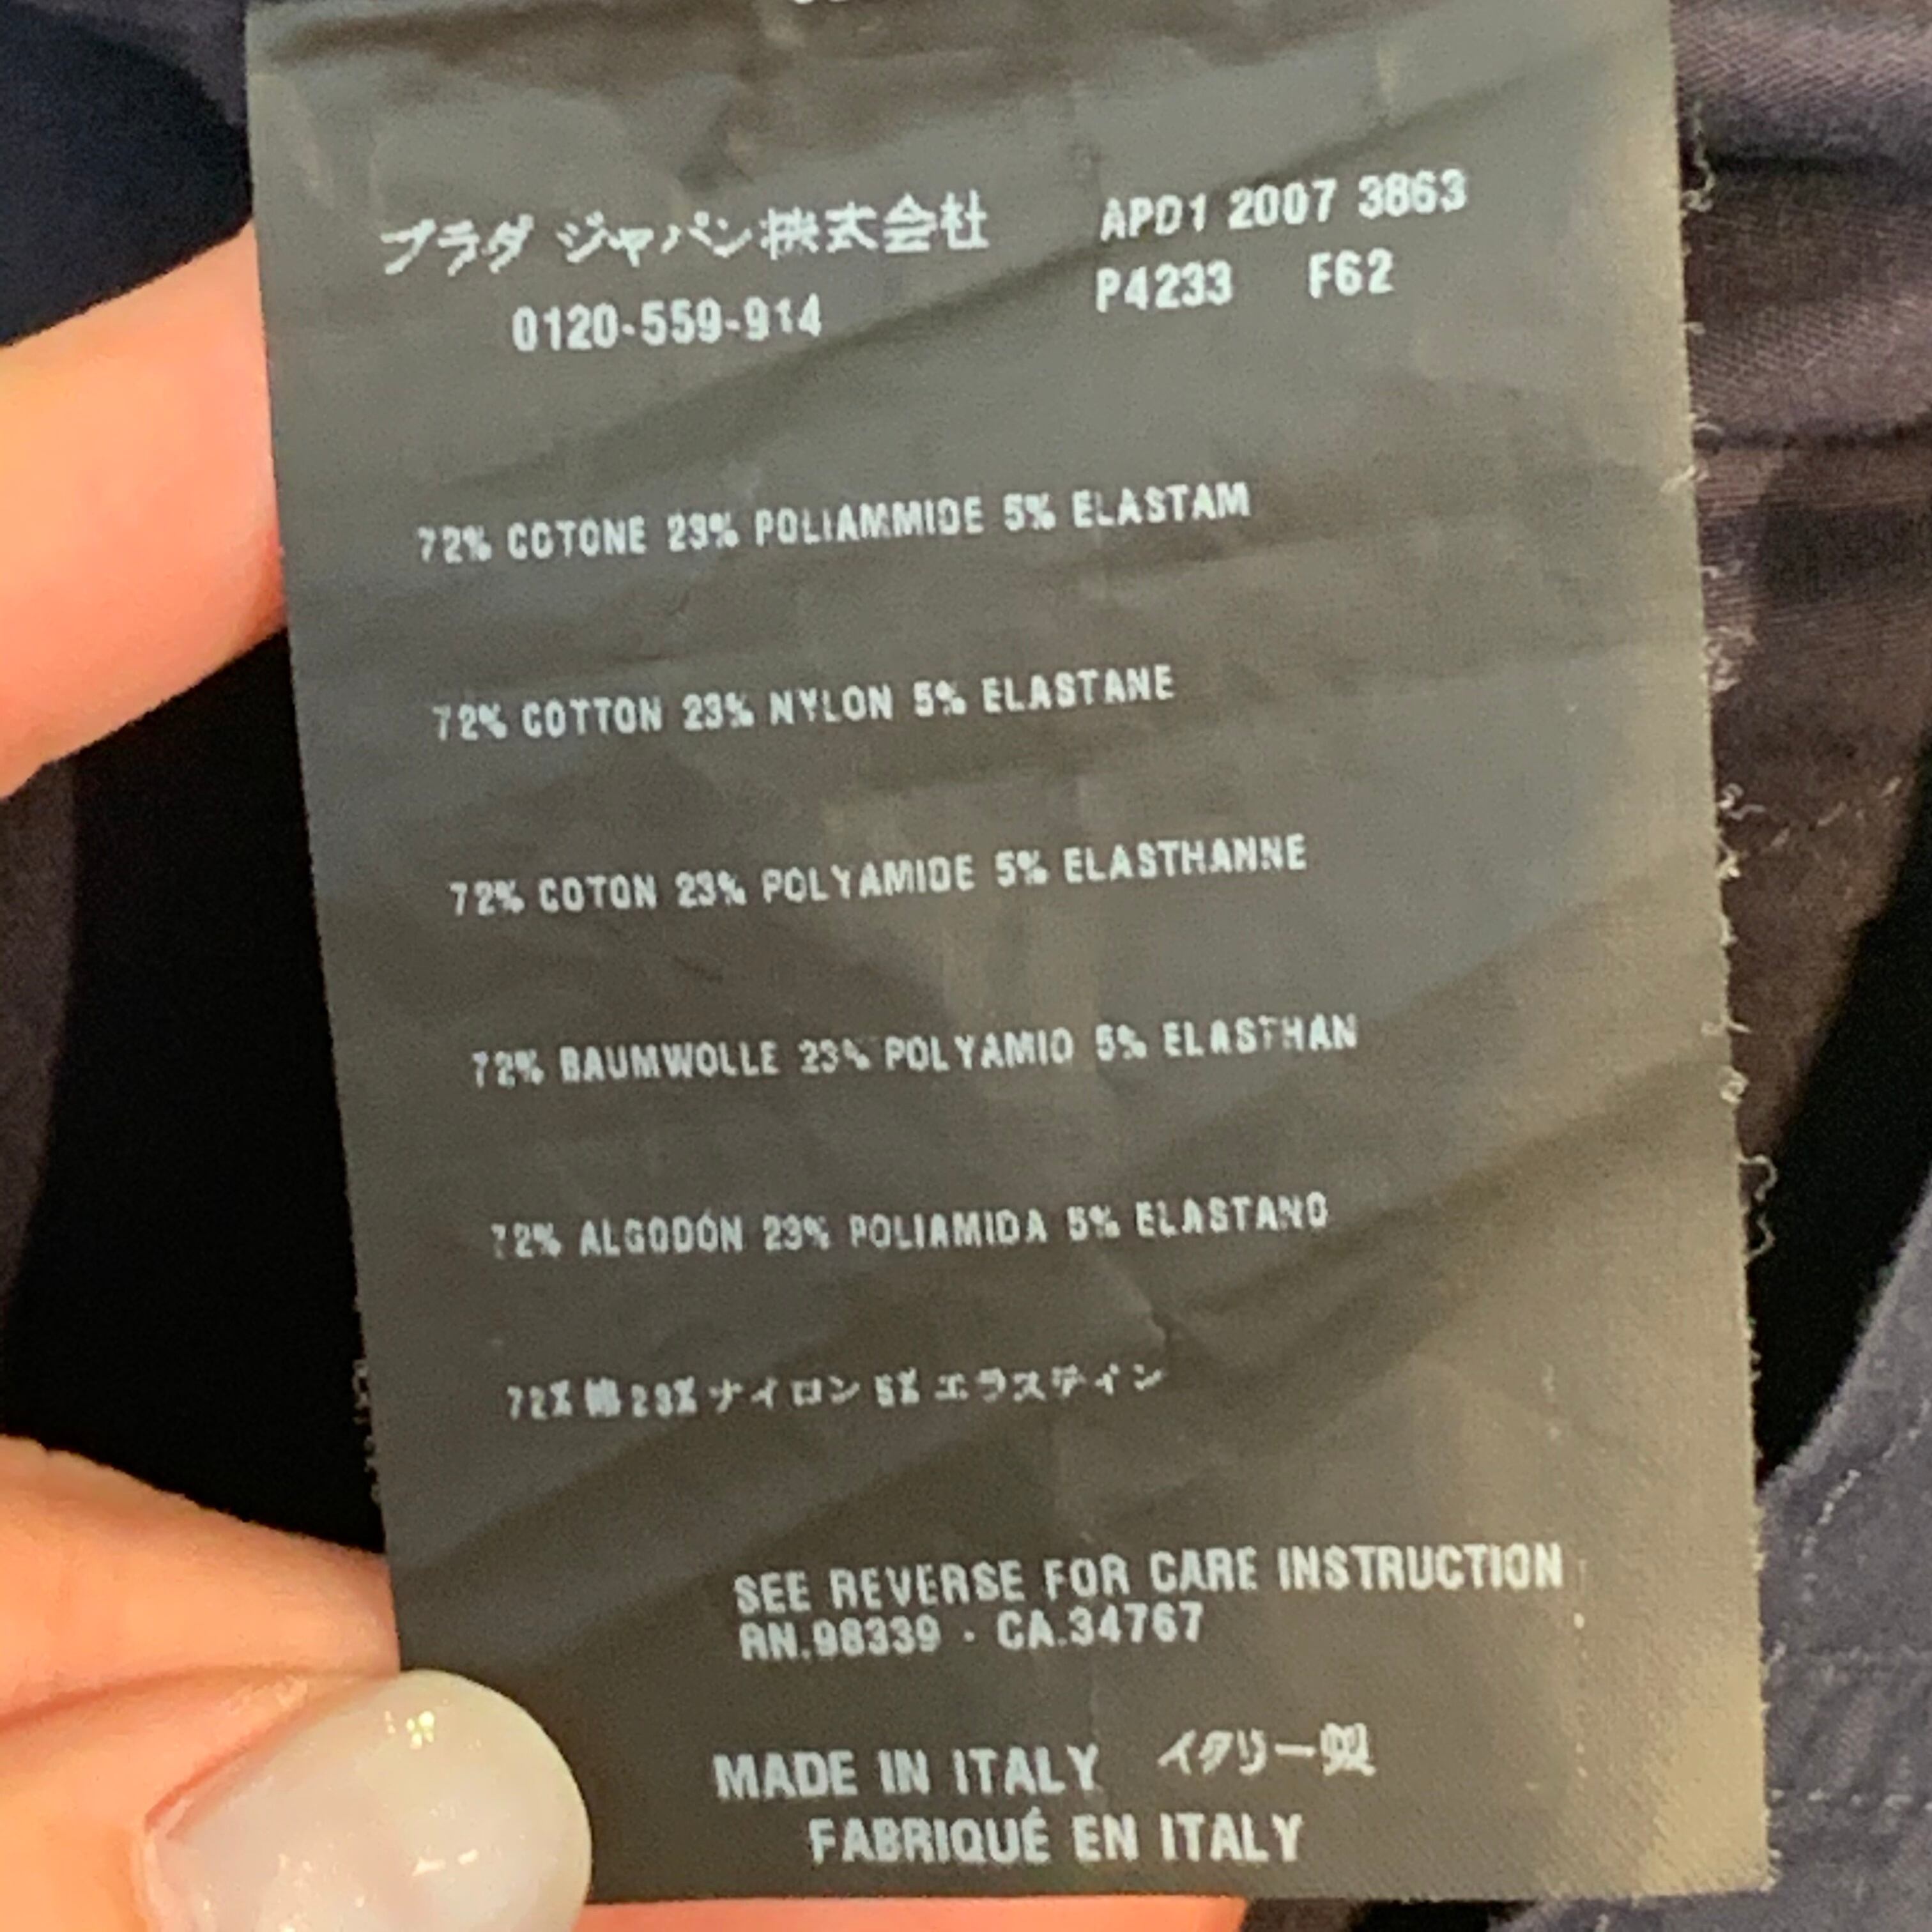 プラダ ジャパン株式会社
0120-559-914
APD1 2007 3863
P4233 F62
72% COTONE 23% POLIAMMIDE 5% ELASTAM
72% COTTON 23% NYLON 5% ELASTANE
72% COTON 23% POLYAMIDE 5% ELASTHANNE
72% BAUMWOLLE 23% POLYAMID 5% ELASTHAN
72% ALGODÓN 23% POLIAMIDA 5% ELASTANO
72% 綿 23% ナイロン 5% エラステイン
SEE REVERSE FOR CARE INSTRUCTION
RN.98339 - CA.34767
MADE IN ITALY イタリー製
FABRIQUÉ EN ITALY